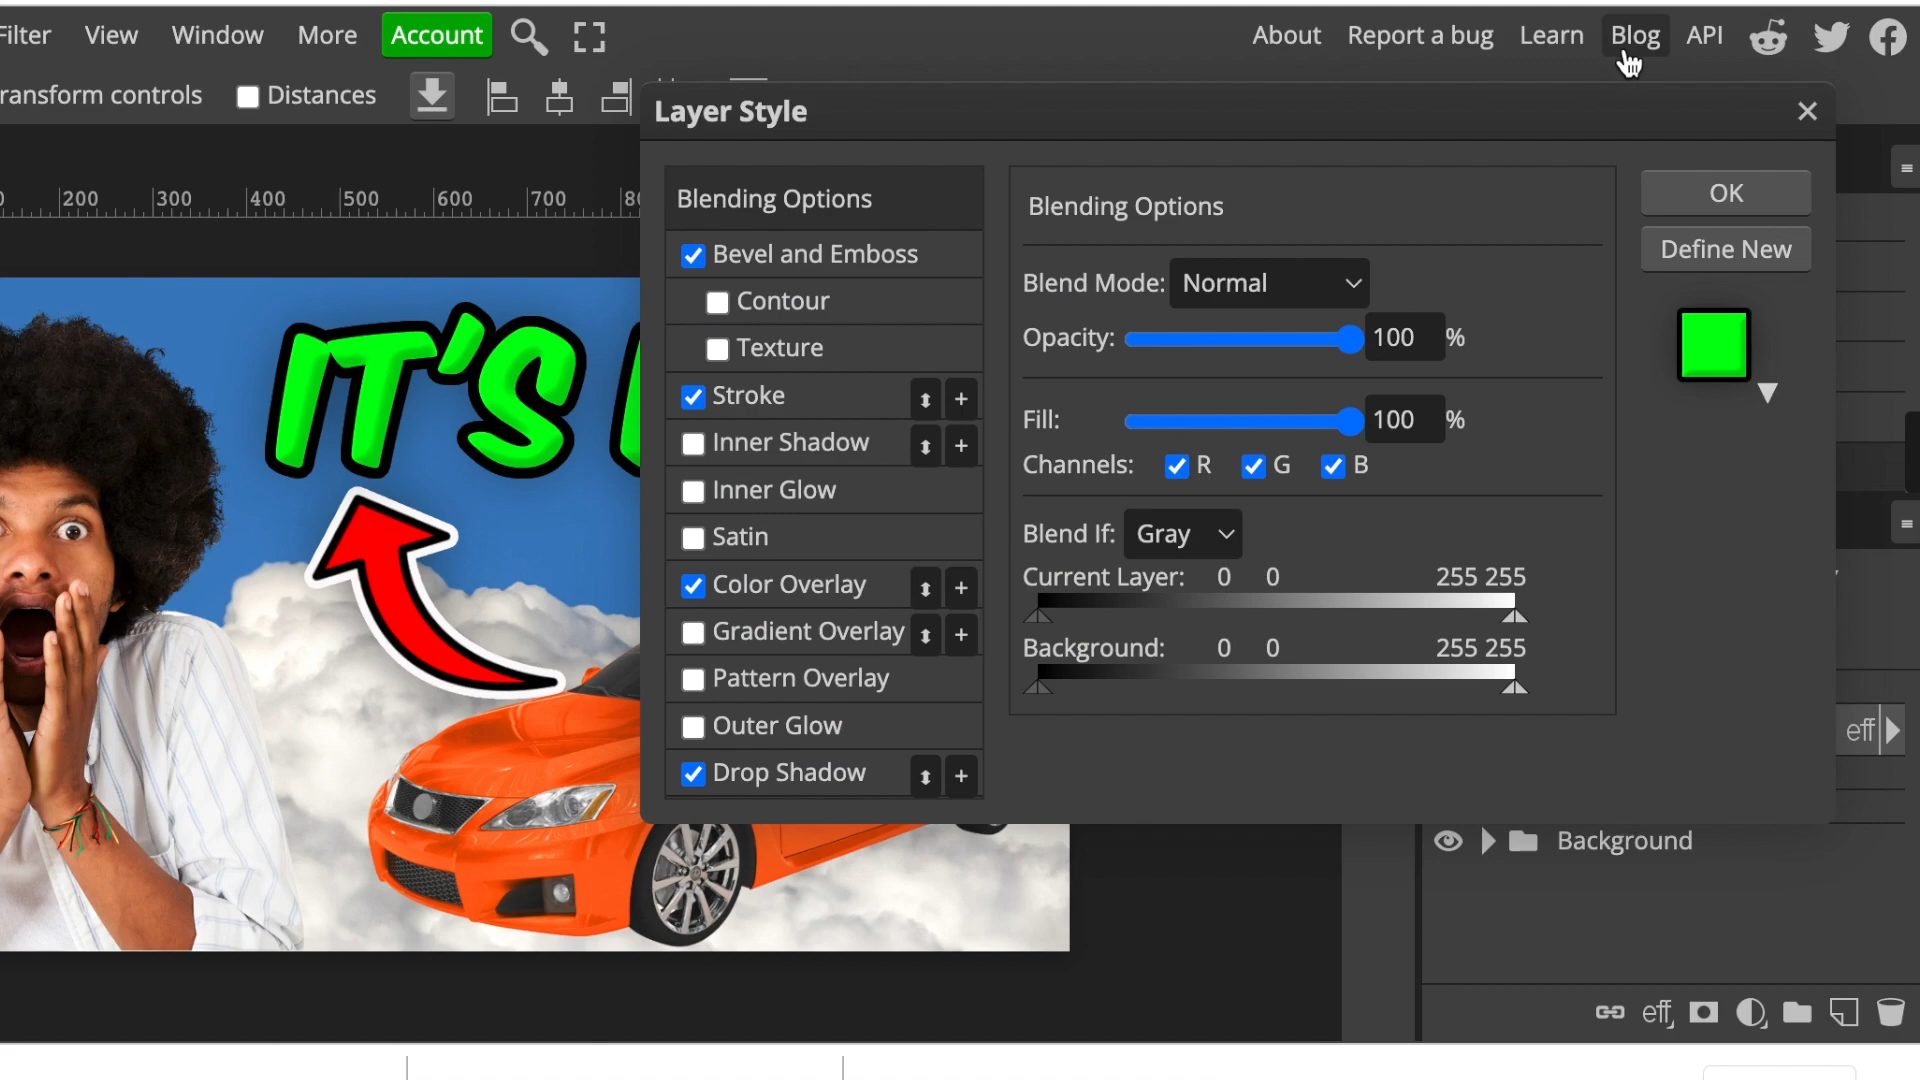 Filter View Window More Account About Report a bug Learn Blog API
ransform controls Distances
Layer Style
200 300 400 500 600 700
IT'S
Blending Options
Bevel and Emboss
Contour
Texture
Stroke
Inner Shadow
Inner Glow
Satin
Color Overlay
Gradient Overlay
Pattern Overlay
Outer Glow
Drop Shadow
Blending Options
Blend Mode: Normal
Opacity: 100 %
Fill: 100 %
Channels: R G B
Blend If: Gray
Current Layer: 0 0 255 255
Background: 0 0 255 255
OK
Define New
eff
Background
eff